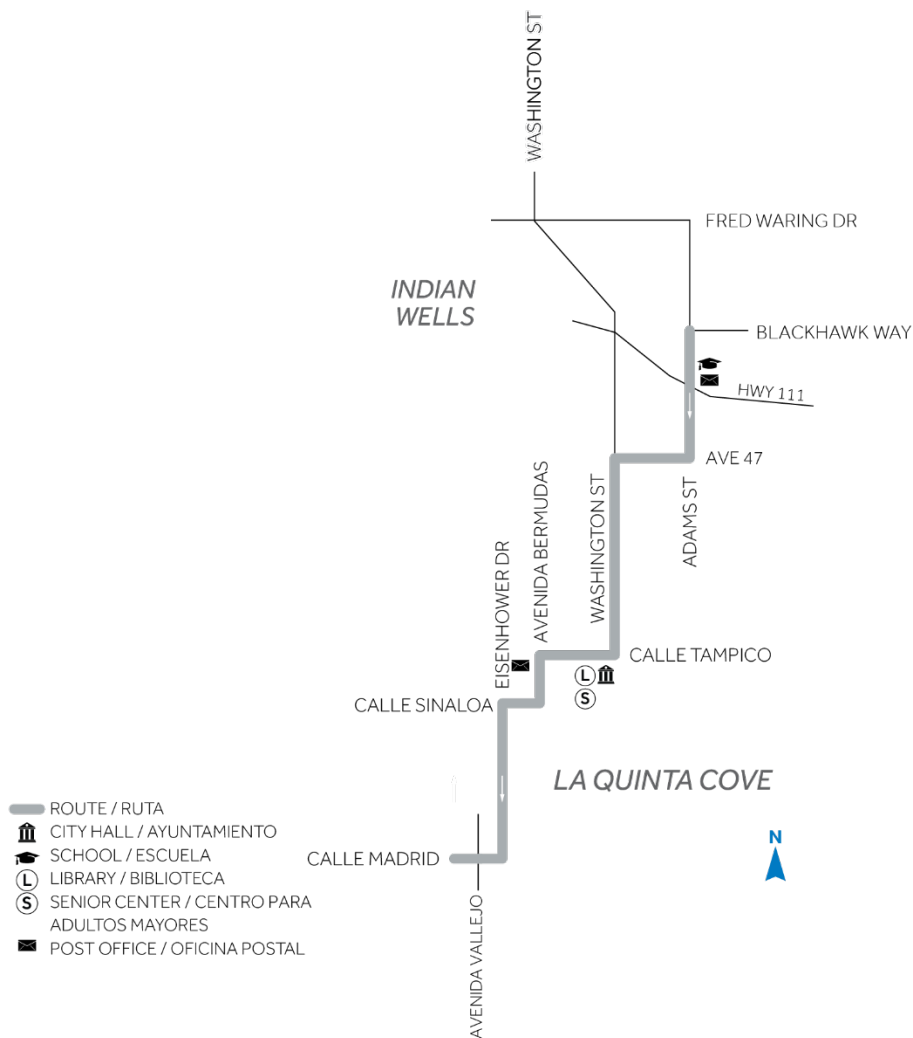 WASHINGTON ST
FRED WARING DR
INDIAN
WELLS
BLACKHAWK WAY
HWY 111
AVE 47
ADAMS ST
WASHINGTON ST
AVENIDA BERMUDAS
EISENHOWER DR
CALLE TAMPICO
L
S
CALLE SINALOA
LA QUINTA COVE
CALLE MADRID
AVENIDA VALLEJO
N
ROUTE / RUTA
CITY HALL / AYUNTAMIENTO
SCHOOL / ESCUELA
L LIBRARY / BIBLIOTECA
S SENIOR CENTER / CENTRO PARA
ADULTOS MAYORES
POST OFFICE / OFICINA POSTAL